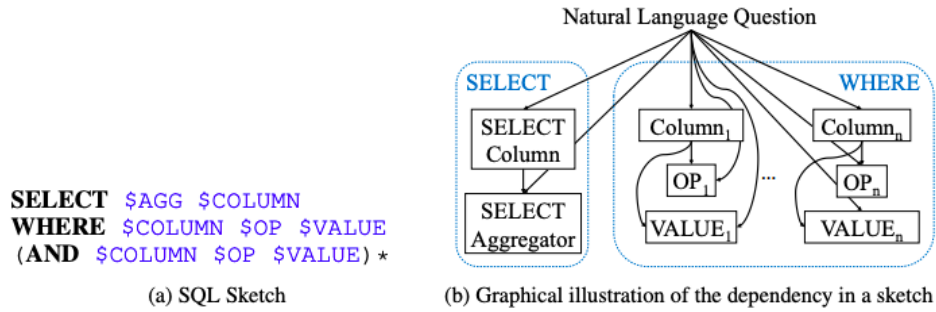 Natural Language Question
SELECT
WHERE
SELECT
Column
Column₁
Columnₙ
OP₁
...
OPₙ
SELECT
Aggregator
VALUE₁
VALUEₙ
SELECT $AGG $COLUMN
WHERE $COLUMN $OP $VALUE
(AND $COLUMN $OP $VALUE)*
(a) SQL Sketch
(b) Graphical illustration of the dependency in a sketch